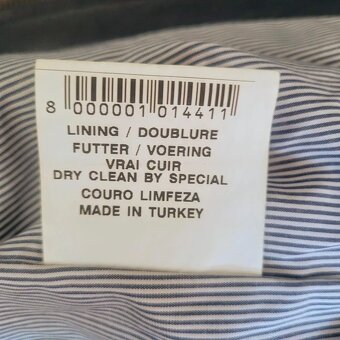 8 000001 014411
LINING / DOUBLURE
FUTTER / VOERING
VRAI CUIR
DRY CLEAN BY SPECIAL
COURO LIMFEZA
MADE IN TURKEY